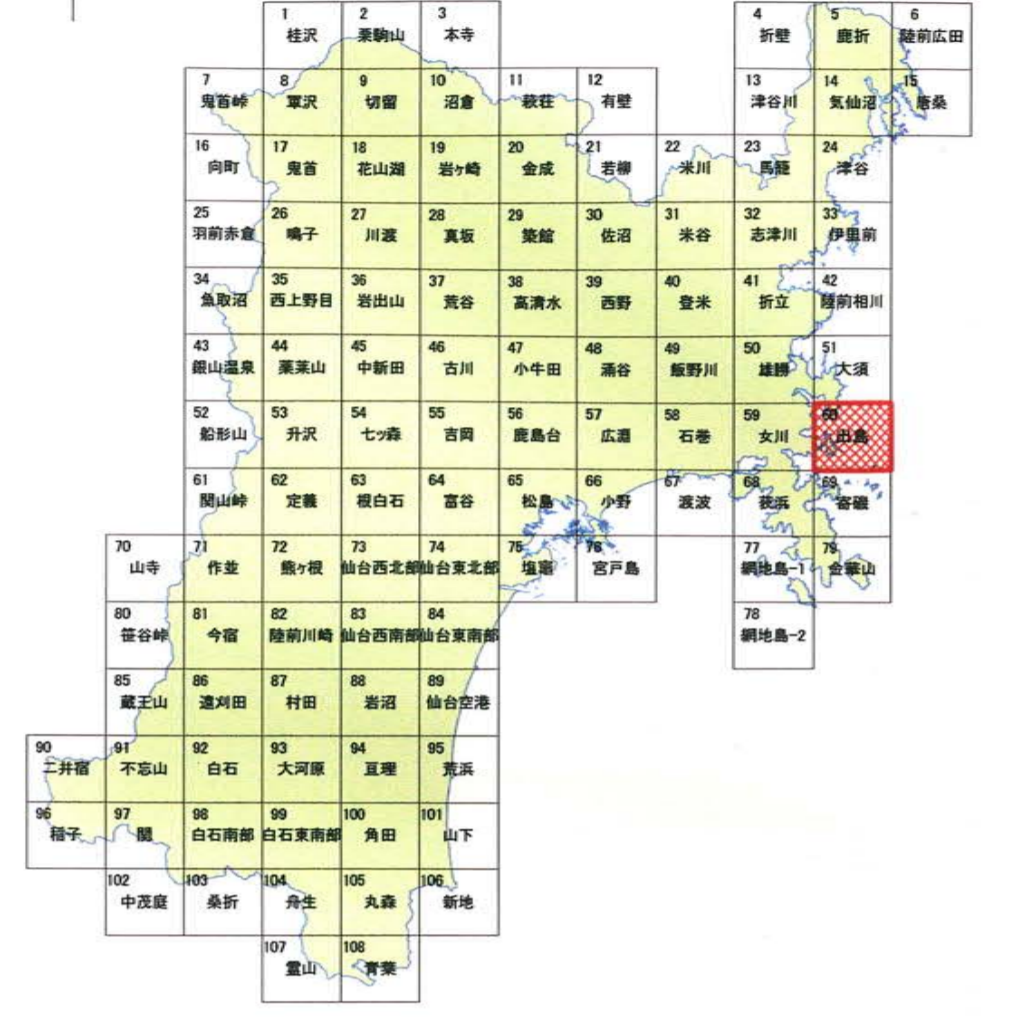 1 2 3 4 5 6
桂沢 栗駒山 本寺 折壁 鹿折 陸前広田
7 8 9 10 11 12 13 14 15
鬼首峠 軍沢 切留 沼倉 萩荘 有壁 津谷川 気仙沼 唐桑
16 17 18 19 20 21 22 23 24
向町 鬼首 花山湖 岩ヶ崎 金成 若柳 米川 馬籠 津谷
25 26 27 28 29 30 31 32 33
羽前赤倉 鳴子 川渡 真坂 築館 佐沼 米谷 志津川 伊里前
34 35 36 37 38 39 40 41 42
魚取沼 西上野目 岩出山 荒谷 高清水 西野 登米 折立 陸前相川
43 44 45 46 47 48 49 50 51
銀山温泉 薬莱山 中新田 古川 小牛田 涌谷 飯野川 雄勝 大須
52 53 54 55 56 57 58 59 60
船形山 升沢 七ツ森 吉岡 鹿島台 広淵 石巻 女川 出島
61 62 63 64 65 66 67 68 69
関山峠 定義 根白石 富谷 松島 小野 渡波 荻浜 寄磯
70 71 72 73 74 75 76 77 79
山寺 作並 熊ヶ根 仙台西北部 仙台東北部 塩竈 宮戸島 網地島-1 金華山
80 81 82 83 84 78
笹谷峠 今宿 陸前川崎 仙台西南部 仙台東南部 網地島-2
85 86 87 88 89
蔵王山 遠刈田 村田 岩沼 仙台空港
90 91 92 93 94 95
二井宿 不忘山 白石 大河原 亘理 荒浜
96 97 98 99 100 101
稲子 関 白石南部 白石東南部 角田 山下
102 103 104 105 106
中茂庭 桑折 舟生 丸森 新地
107 108
霊山 青葉